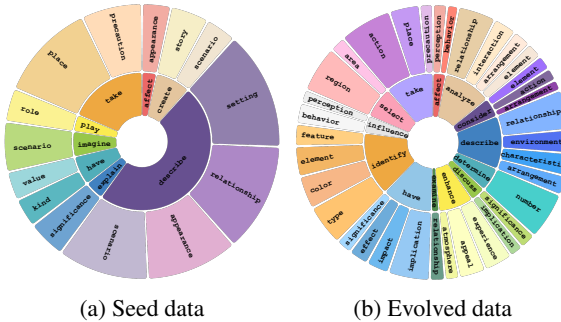 affect
appearance
create
story
scenario
describe
setting
relationship
appearance
scenario
explain
significance
have
kind
value
imagine
scenario
play
role
take
place
precaution
(a) Seed data
affect
behavior
analyze
relationship
interaction
arrangement
element
consider
element
action
arrangement
describe
relationship
environment
characteristic
arrangement
determine
number
discuss
significance
implication
enhance
experience
appeal
atmosphere
examine
relationship
have
implication
impact
effect
significance
identify
type
color
element
feature
influence
behavior
perception
select
region
area
take
action
place
precaution
perception
(b) Evolved data